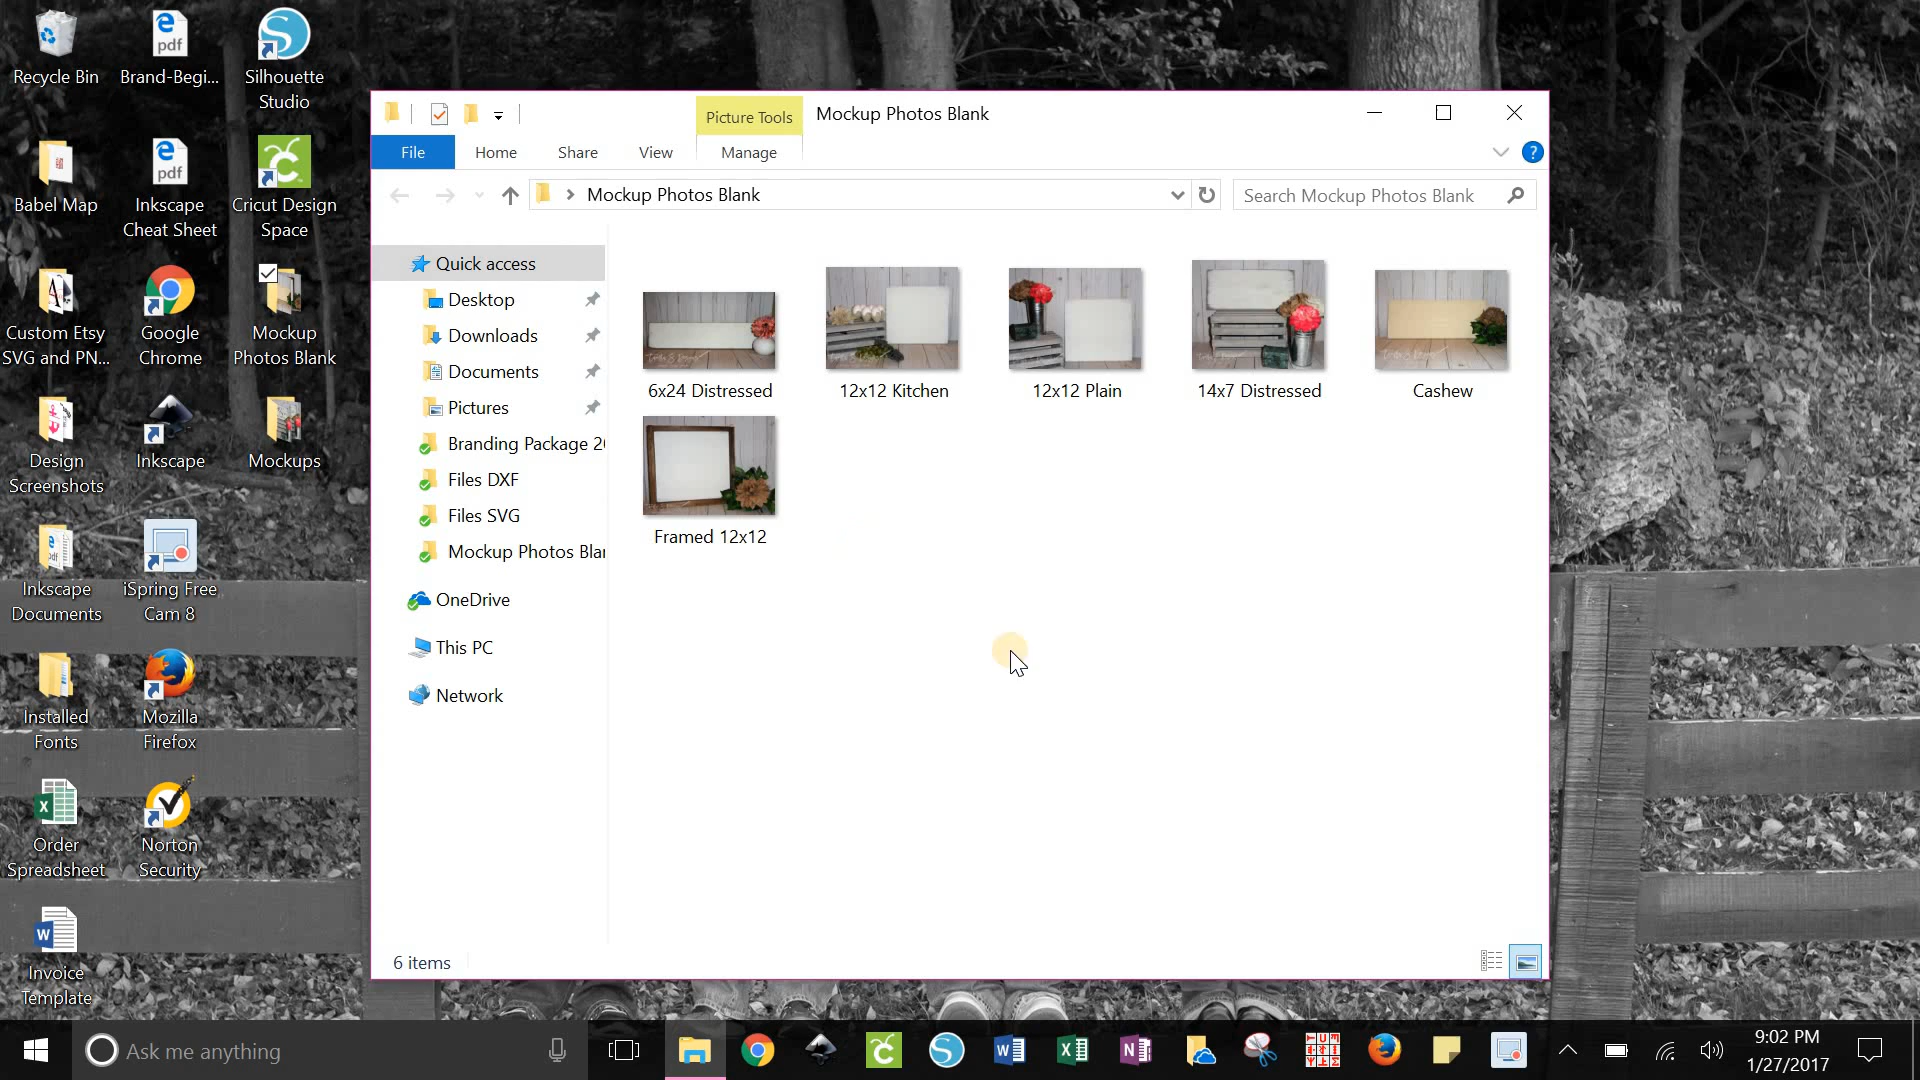 Recycle Bin
Brand-Begi...
Silhouette
Studio
Babel Map
Inkscape
Cheat Sheet
Cricut Design
Space
Custom Etsy
SVG and PN...
Google
Chrome
Mockup
Photos Blank
Design
Screenshots
Inkscape
Mockups
Inkscape
Documents
iSpring Free
Cam 8
Installed
Fonts
Mozilla
Firefox
Order
Spreadsheet
Norton
Security
Invoice
Template
Picture Tools
Mockup Photos Blank
File
Home
Share
View
Manage
Mockup Photos Blank
Search Mockup Photos Blank
Quick access
Desktop
Downloads
Documents
Pictures
Branding Package 20
Files DXF
Files SVG
Mockup Photos Blan
OneDrive
This PC
Network
6x24 Distressed
12x12 Kitchen
12x12 Plain
14x7 Distressed
Cashew
Framed 12x12
6 items
Ask me anything
9:02 PM
1/27/2017